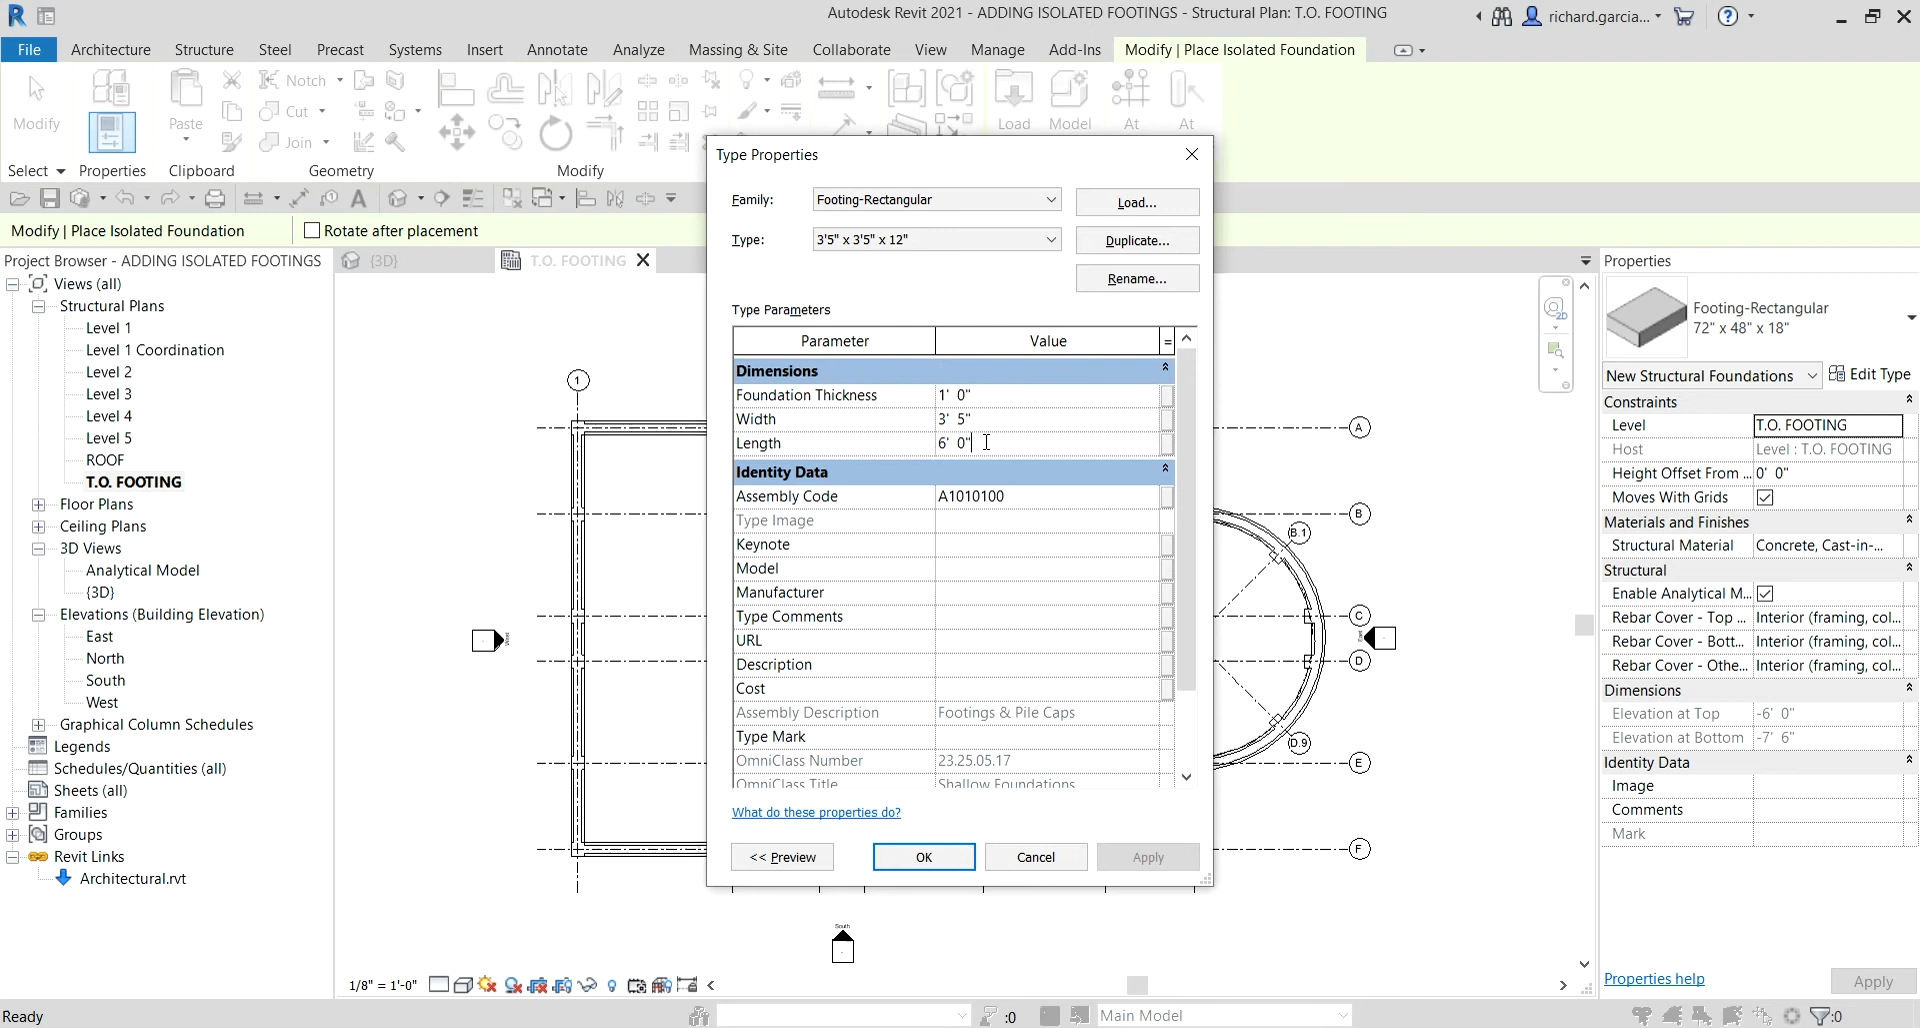 Autodesk Revit 2021 - ADDING ISOLATED FOOTINGS - Structural Plan: T.O. FOOTING
richard.garcia...
File Architecture Structure Steel Precast Systems Insert Annotate Analyze Massing & Site Collaborate View Manage Add-Ins Modify | Place Isolated Foundation
Modify
Paste
Notch
Cut
Join
Load
Model
At
At
Select Properties Clipboard Geometry Modify
Modify | Place Isolated Foundation
Rotate after placement
Project Browser - ADDING ISOLATED FOOTINGS
{3D}
T.O. FOOTING
Views (all)
Structural Plans
Level 1
Level 1 Coordination
Level 2
Level 3
Level 4
Level 5
ROOF
T.O. FOOTING
Floor Plans
Ceiling Plans
3D Views
Analytical Model
{3D}
Elevations (Building Elevation)
East
North
South
West
Graphical Column Schedules
Legends
Schedules/Quantities (all)
Sheets (all)
Families
Groups
Revit Links
Architectural.rvt
1
A
B
B.1
C
D
D.9
E
F
West
East
South
2D
Type Properties
Family: Footing-Rectangular Load...
Type: 3'5" x 3'5" x 12" Duplicate...
Rename...
Type Parameters
Parameter Value =
Dimensions
Foundation Thickness 1' 0"
Width 3' 5"
Length 6' 0"
Identity Data
Assembly Code A1010100
Type Image
Keynote
Model
Manufacturer
Type Comments
URL
Description
Cost
Assembly Description Footings & Pile Caps
Type Mark
OmniClass Number 23.25.05.17
OmniClass Title Shallow Foundations
What do these properties do?
<< Preview OK Cancel Apply
Properties
Footing-Rectangular
72" x 48" x 18"
New Structural Foundations Edit Type
Constraints
Level T.O. FOOTING
Host Level : T.O. FOOTING
Height Offset From ... 0' 0"
Moves With Grids
Materials and Finishes
Structural Material Concrete, Cast-in-...
Structural
Enable Analytical M...
Rebar Cover - Top ... Interior (framing, col...
Rebar Cover - Bott... Interior (framing, col...
Rebar Cover - Othe... Interior (framing, col...
Dimensions
Elevation at Top -6' 0"
Elevation at Bottom -7' 6"
Identity Data
Image
Comments
Mark
Properties help Apply
1/8" = 1'-0"
Ready
:0
Main Model
:0